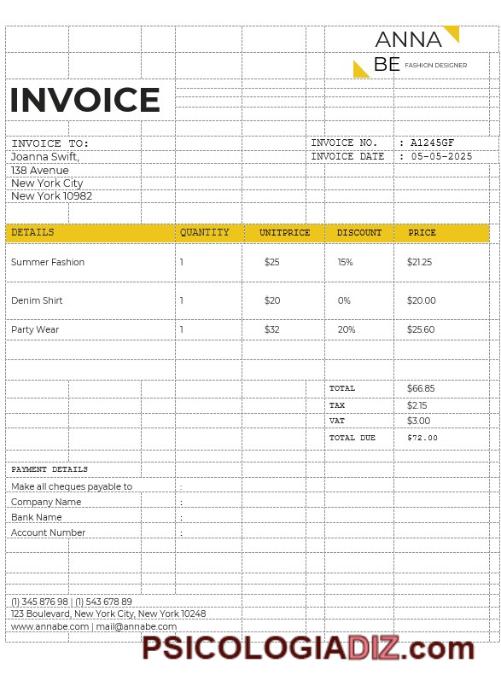 ANNA
BE FASHION DESIGNER
INVOICE
INVOICE TO:
Joanna Swift,
138 Avenue
New York City
New York 10982
INVOICE NO. : A1245GF
INVOICE DATE : 05-05-2025
DETAILS QUANTITY UNITPRICE DISCOUNT PRICE
Summer Fashion 1 $25 15% $21.25
Denim Shirt 1 $20 0% $20.00
Party Wear 1 $32 20% $25.60
TOTAL $66.85
TAX $2.15
VAT $3.00
TOTAL DUE $72.00
PAYMENT DETAILS
Make all cheques payable to :
Company Name :
Bank Name :
Account Number :
(1) 345 876 98 | (1) 543 678 89
123 Boulevard, New York City, New York 10248
www.annabe.com | mail@annabe.com
PSICOLOGIADIZ.com